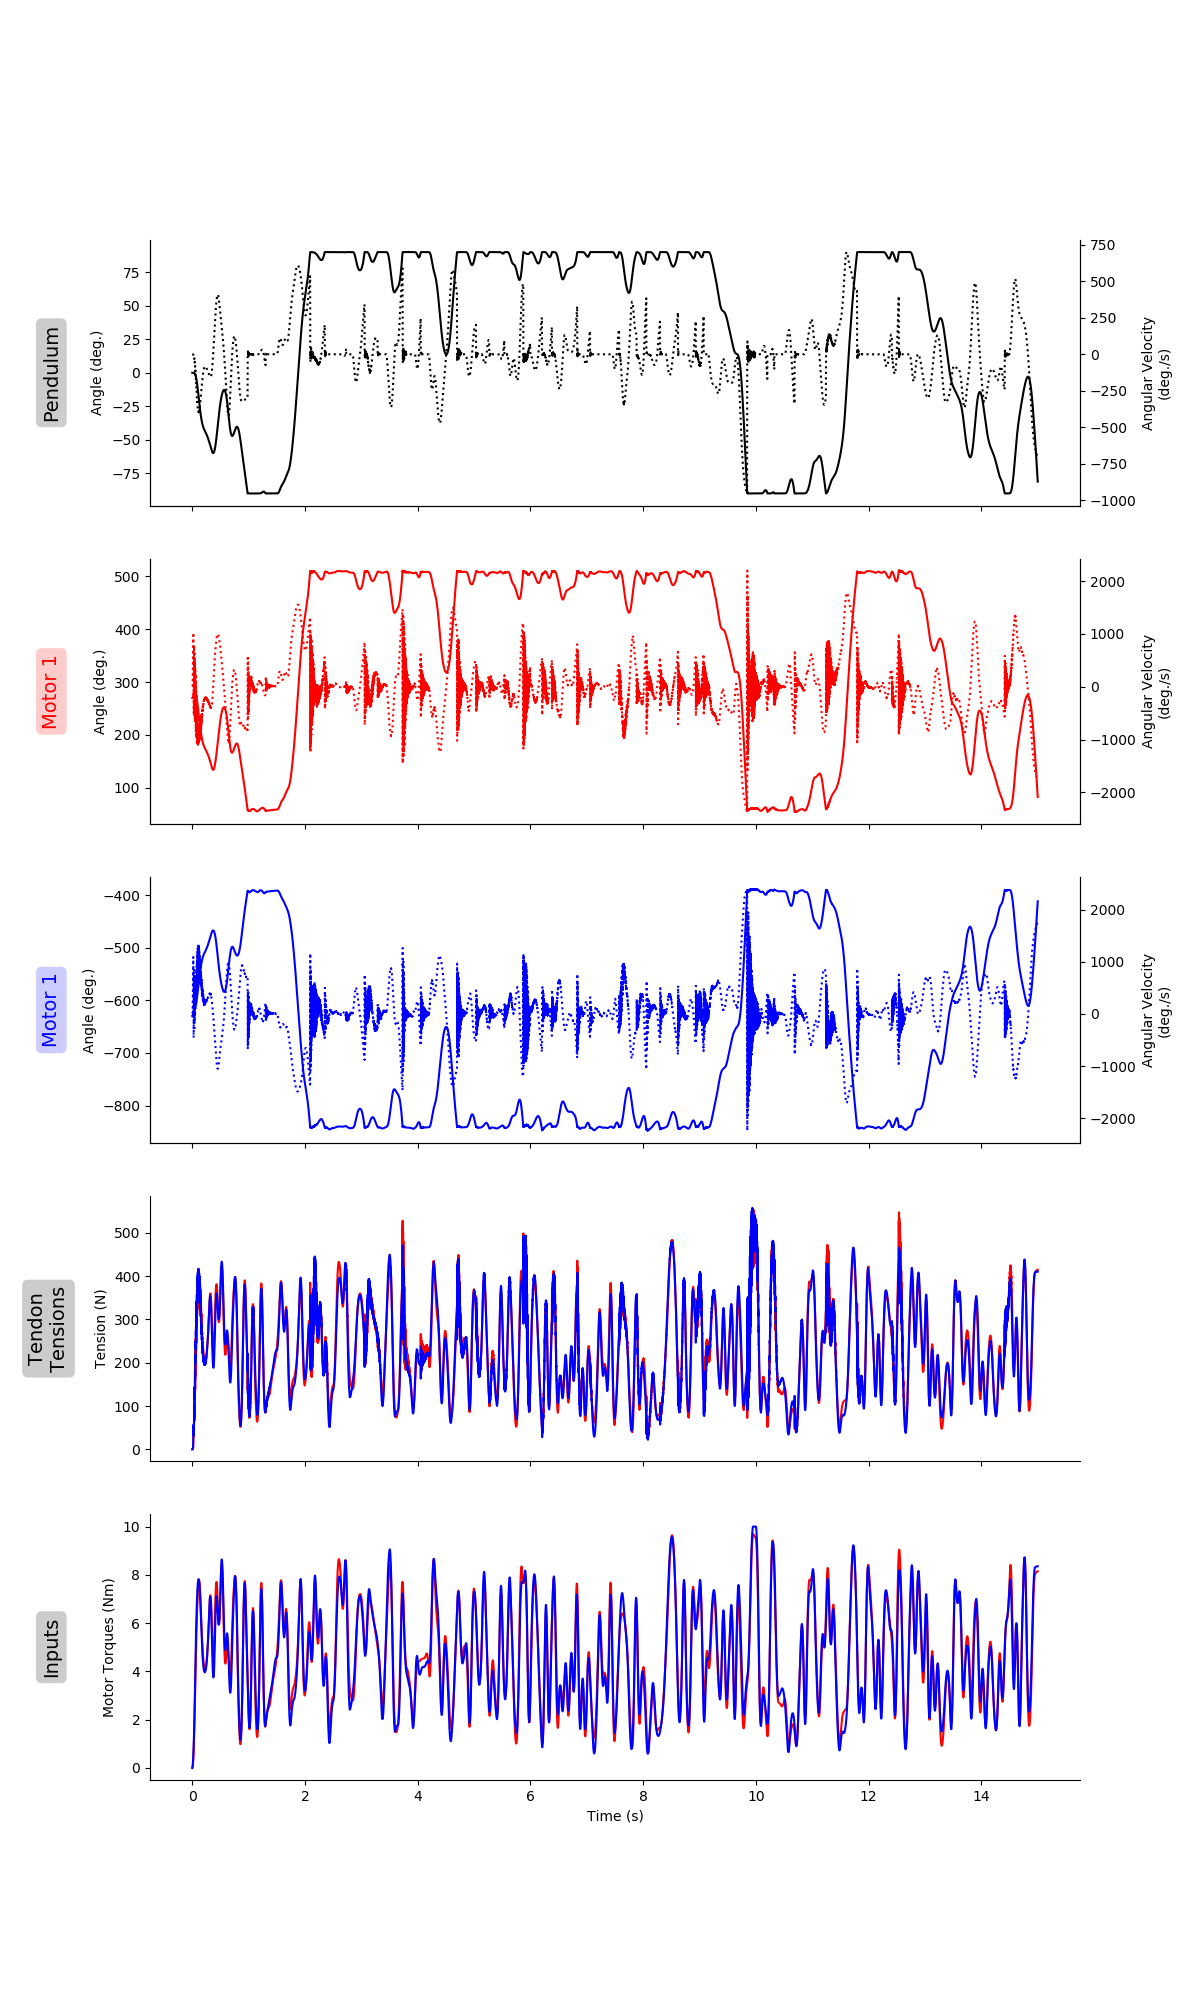 Pendulum
Angle (deg.)
75
50
25
0
−25
−50
−75
750
500
250
0
−250
−500
−750
−1000
Angular Velocity
(deg./s)
Motor 1
Angle (deg.)
500
400
300
200
100
2000
1000
0
−1000
−2000
Angular Velocity
(deg./s)
Motor 1
Angle (deg.)
−400
−500
−600
−700
−800
2000
1000
0
−1000
−2000
Angular Velocity
(deg./s)
Tendon
Tensions
Tension (N)
500
400
300
200
100
0
Inputs
Motor Torques (Nm)
10
8
6
4
2
0
0 2 4 6 8 10 12 14
Time (s)